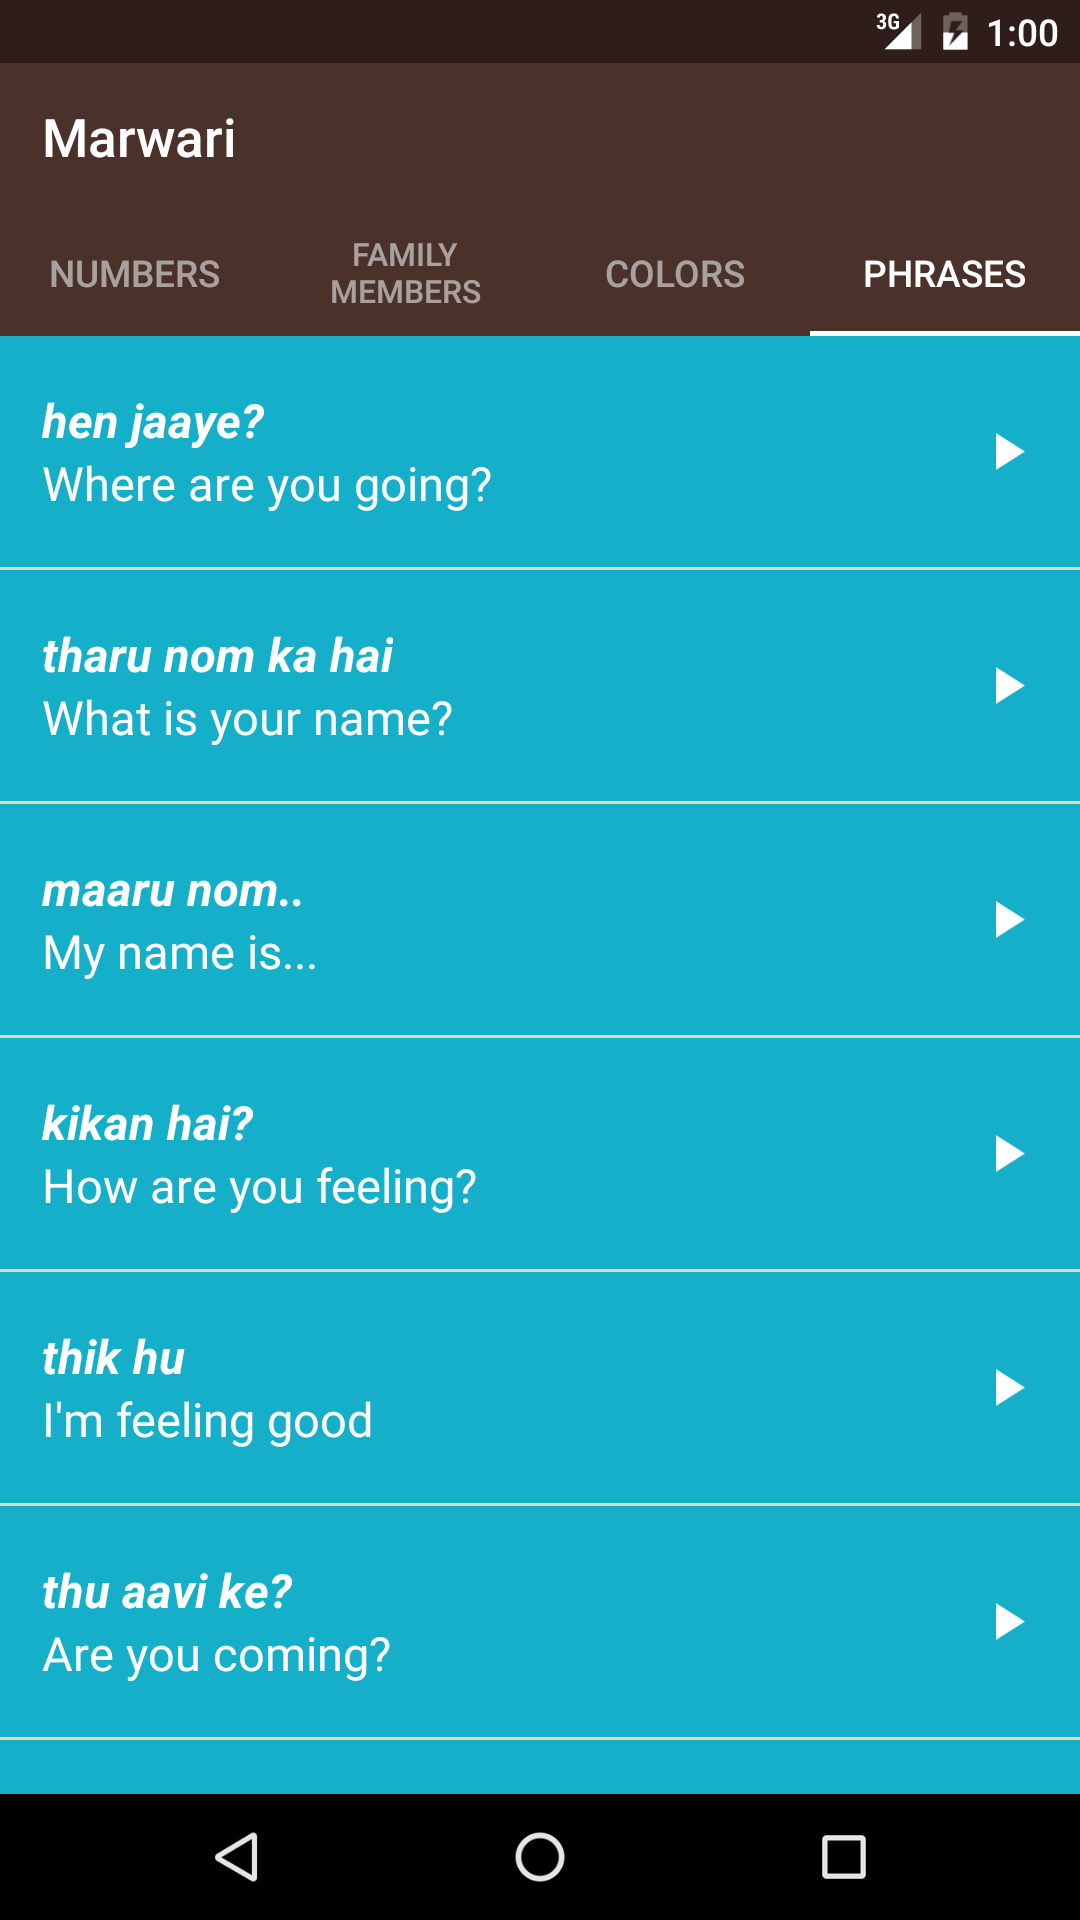 3G 1:00
Marwari
NUMBERS
FAMILY
MEMBERS
COLORS
PHRASES
hen jaaye?
Where are you going?
tharu nom ka hai
What is your name?
maaru nom..
My name is...
kikan hai?
How are you feeling?
thik hu
I'm feeling good
thu aavi ke?
Are you coming?